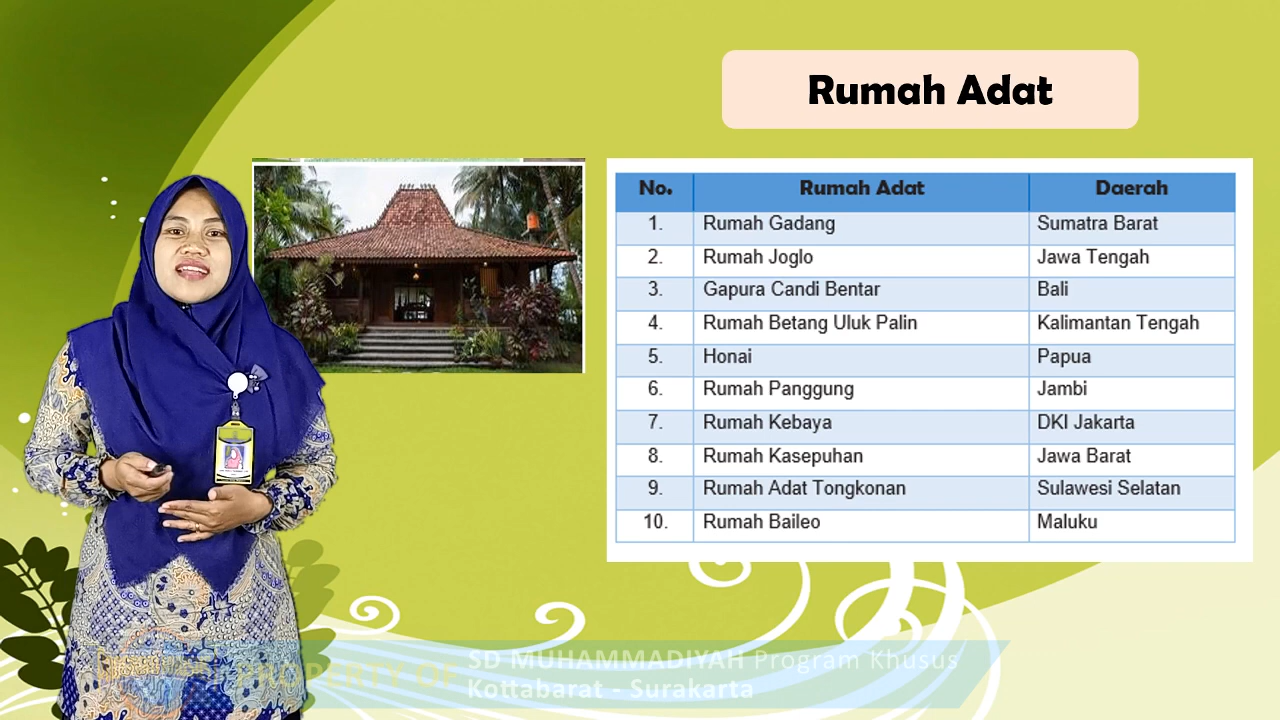 Rumah Adat
No. Rumah Adat Daerah
1. Rumah Gadang Sumatra Barat
2. Rumah Joglo Jawa Tengah
3. Gapura Candi Bentar Bali
4. Rumah Betang Uluk Palin Kalimantan Tengah
5. Honai Papua
6. Rumah Panggung Jambi
7. Rumah Kebaya DKI Jakarta
8. Rumah Kasepuhan Jawa Barat
9. Rumah Adat Tongkonan Sulawesi Selatan
10. Rumah Baileo Maluku
PROPERTY OF SD MUHAMMADIYAH Program Khusus
Kottabarat - Surakarta